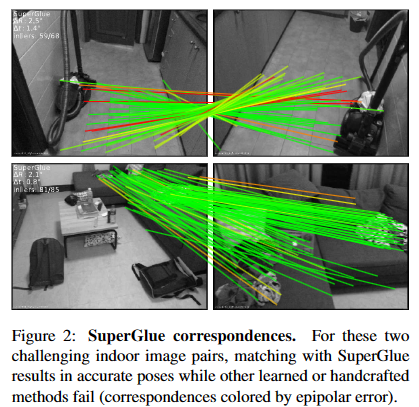 SuperGlue
ΔR: 2.5°
Δt: 1.4°
Inliers: 59/68
SuperGlue
ΔR: 2.1°
Δt: 0.8°
Inliers: 81/85
Figure 2: SuperGlue correspondences. For these two
challenging indoor image pairs, matching with SuperGlue
results in accurate poses while other learned or handcrafted
methods fail (correspondences colored by epipolar error).